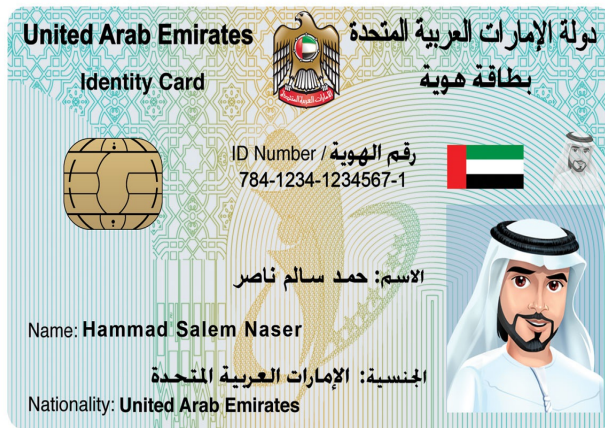 United Arab Emirates
دولة الإمارات العربية المتحدة
Identity Card
بطاقة هوية
ID Number / رقم الهوية
784-1234-1234567-1
الاسم: حمد سالم ناصر
Name: Hammad Salem Naser
الجنسية: الإمارات العربية المتحدة
Nationality: United Arab Emirates